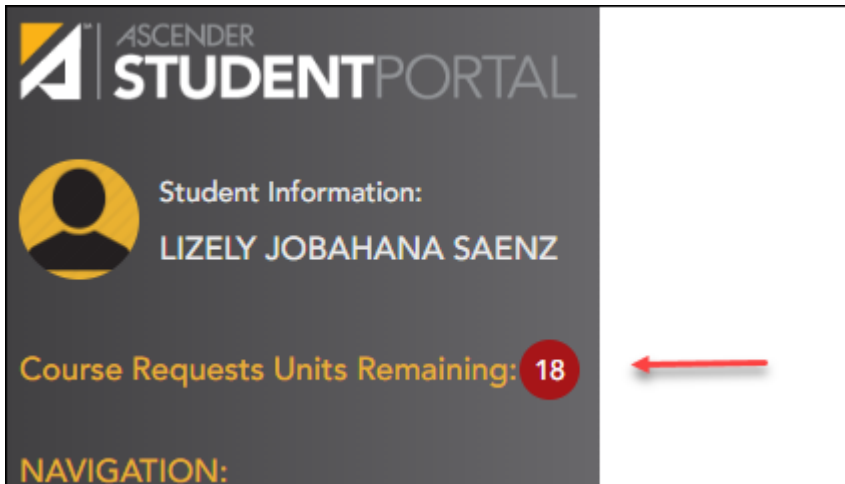 ASCENDER
STUDENTPORTAL
Student Information:
LIZELY JOBAHANA SAENZ
Course Requests Units Remaining: 18
NAVIGATION: